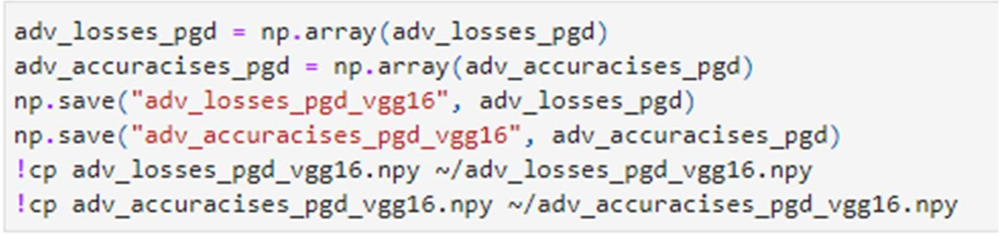 adv_losses_pgd = np.array(adv_losses_pgd)
adv_accuracises_pgd = np.array(adv_accuracises_pgd)
np.save("adv_losses_pgd_vgg16", adv_losses_pgd)
np.save("adv_accuracises_pgd_vgg16", adv_accuracises_pgd)
!cp adv_losses_pgd_vgg16.npy ~/adv_losses_pgd_vgg16.npy
!cp adv_accuracises_pgd_vgg16.npy ~/adv_accuracises_pgd_vgg16.npy